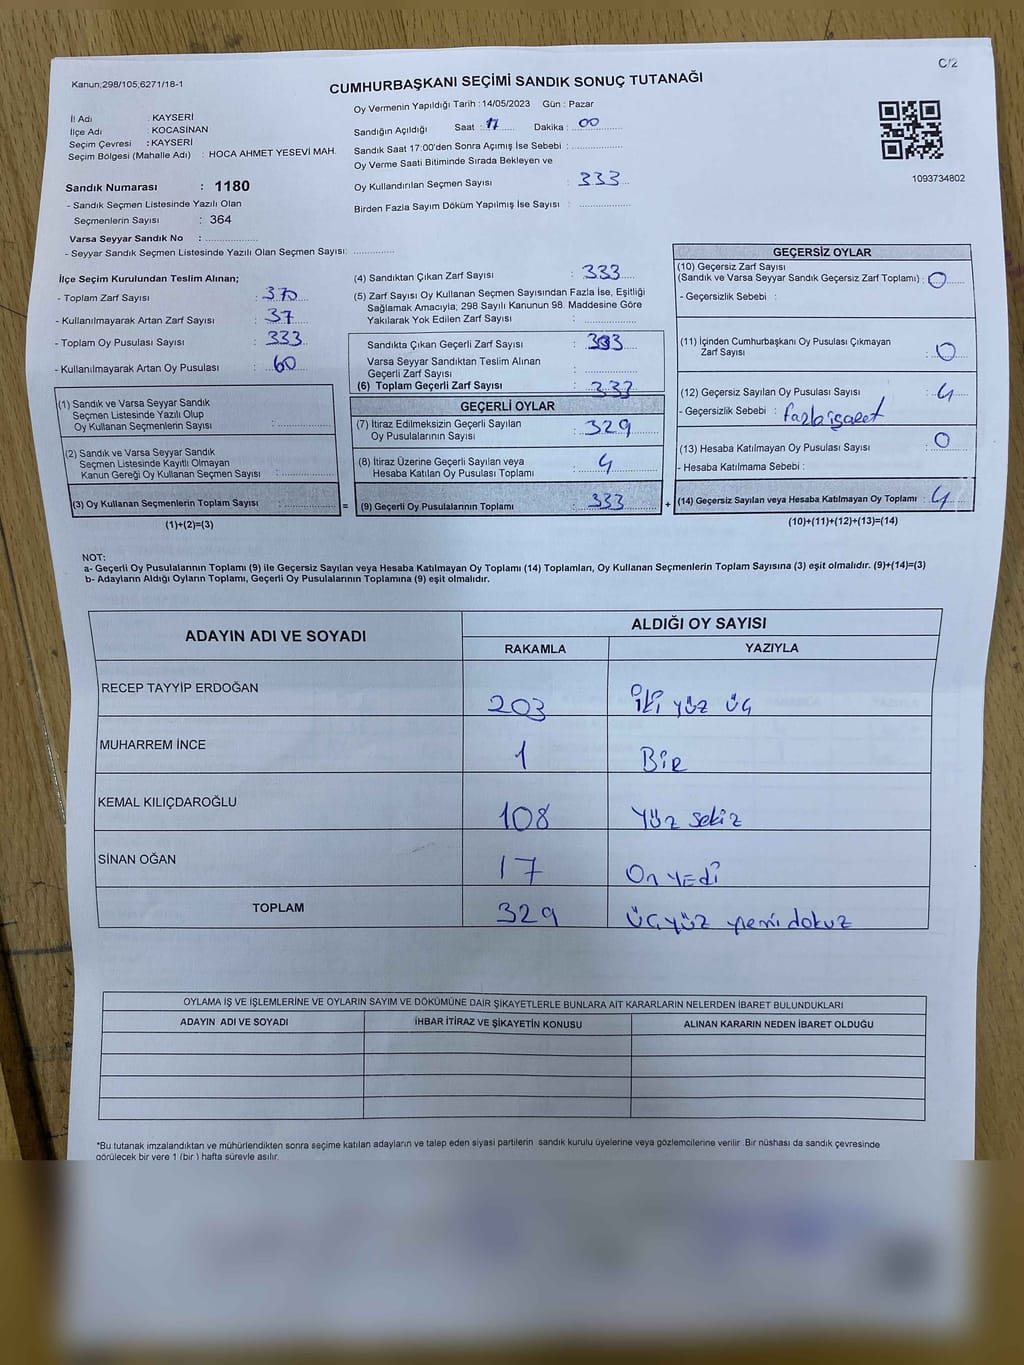 Kanun;298/105,6271/18-1
C/2
CUMHURBAŞKANI SEÇİMİ SANDIK SONUÇ TUTANAĞI
İl Adı : KAYSERİ
İlçe Adı : KOCASİNAN
Seçim Çevresi : KAYSERİ
Seçim Bölgesi (Mahalle Adı) : HOCA AHMET YESEVİ MAH.
Sandık Numarası : 1180
- Sandık Seçmen Listesinde Yazılı Olan
Seçmenlerin Sayısı : 364
Varsa Seyyar Sandık No : ..............
- Seyyar Sandık Seçmen Listesinde Yazılı Olan Seçmen Sayısı: ..............
Oy Vermenin Yapıldığı Tarih : 14/05/2023 Gün : Pazar
Sandığın Açıldığı Saat : 17 Dakika : 00
Sandık Saat 17:00'den Sonra Açımış İse Sebebi : ..............
Oy Verme Saati Bitiminde Sırada Bekleyen ve
Oy Kullandırılan Seçmen Sayısı : 333
Birden Fazla Sayım Döküm Yapılmış İse Sayısı : ..............
1093734802
İlçe Seçim Kurulundan Teslim Alınan;
- Toplam Zarf Sayısı : 370
- Kullanılmayarak Artan Zarf Sayısı : 37
- Toplam Oy Pusulası Sayısı : 333
- Kullanılmayarak Artan Oy Pusulası : 60
(1) Sandık ve Varsa Seyyar Sandık
Seçmen Listesinde Yazılı Olup
Oy Kullanan Seçmenlerin Sayısı : ..............
(2) Sandık ve Varsa Seyyar Sandık
Seçmen Listesinde Kayıtlı Olmayan
Kanun Gereği Oy Kullanan Seçmen Sayısı : ..............
(3) Oy Kullanan Seçmenlerin Toplam Sayısı : .............. =
(1)+(2)=(3)
(4) Sandıktan Çıkan Zarf Sayısı : 333
(5) Zarf Sayısı Oy Kullanan Seçmen Sayısından Fazla İse, Eşitliği
Sağlamak Amacıyla; 298 Sayılı Kanunun 98. Maddesine Göre
Yakılarak Yok Edilen Zarf Sayısı : ..............
Sandıkta Çıkan Geçerli Zarf Sayısı : 333
Varsa Seyyar Sandıktan Teslim Alınan
Geçerli Zarf Sayısı : ..............
(6) Toplam Geçerli Zarf Sayısı : 333
GEÇERLİ OYLAR
(7) İtiraz Edilmeksizin Geçerli Sayılan
Oy Pusulalarının Sayısı : 329
(8) İtiraz Üzerine Geçerli Sayılan veya
Hesaba Katılan Oy Pusulası Toplamı : 4
(9) Geçerli Oy Pusulalarının Toplamı : 333 +
GEÇERSİZ OYLAR
(10) Geçersiz Zarf Sayısı
(Sandık ve Varsa Seyyar Sandık Geçersiz Zarf Toplamı) : 0
- Geçersizlik Sebebi :
(11) İçinden Cumhurbaşkanı Oy Pusulası Çıkmayan
Zarf Sayısı : 0
(12) Geçersiz Sayılan Oy Pusulası Sayısı : 4
- Geçersizlik Sebebi : fazla işaret
(13) Hesaba Katılmayan Oy Pusulası Sayısı : 0
- Hesaba Katılmama Sebebi :
(14) Geçersiz Sayılan veya Hesaba Katılmayan Oy Toplamı : 4
(10)+(11)+(12)+(13)=(14)
NOT:
a- Geçerli Oy Pusulalarının Toplamı (9) ile Geçersiz Sayılan veya Hesaba Katılmayan Oy Toplamı (14) Toplamları, Oy Kullanan Seçmenlerin Toplam Sayısına (3) eşit olmalıdır. (9)+(14)=(3)
b- Adayların Aldığı Oyların Toplamı, Geçerli Oy Pusulalarının Toplamına (9) eşit olmalıdır.
ADAYIN ADI VE SOYADI ALDIĞI OY SAYISI
RAKAMLA YAZIYLA
RECEP TAYYİP ERDOĞAN 203 İki yüz üç
MUHARREM İNCE 1 Bir
KEMAL KILIÇDAROĞLU 108 Yüz sekiz
SİNAN OĞAN 17 On Yedi
TOPLAM 329 üçyüz yirmi dokuz
OYLAMA İŞ VE İŞLEMLERİNE VE OYLARIN SAYIM VE DÖKÜMÜNE DAİR ŞİKAYETLERLE BUNLARA AİT KARARLARIN NELERDEN İBARET BULUNDUKLARI
ADAYIN ADI VE SOYADI İHBAR İTİRAZ VE ŞİKAYETİN KONUSU ALINAN KARARIN NEDEN İBARET OLDUĞU
*Bu tutanak imzalandıktan ve mühürlendikten sonra seçime katılan adayların ve talep eden siyasi partilerin sandık kurulu üyelerine veya gözlemcilerine verilir .Bir nüshası da sandık çevresinde
görülecek bir yere 1 (bir ) hafta süreyle asılır.